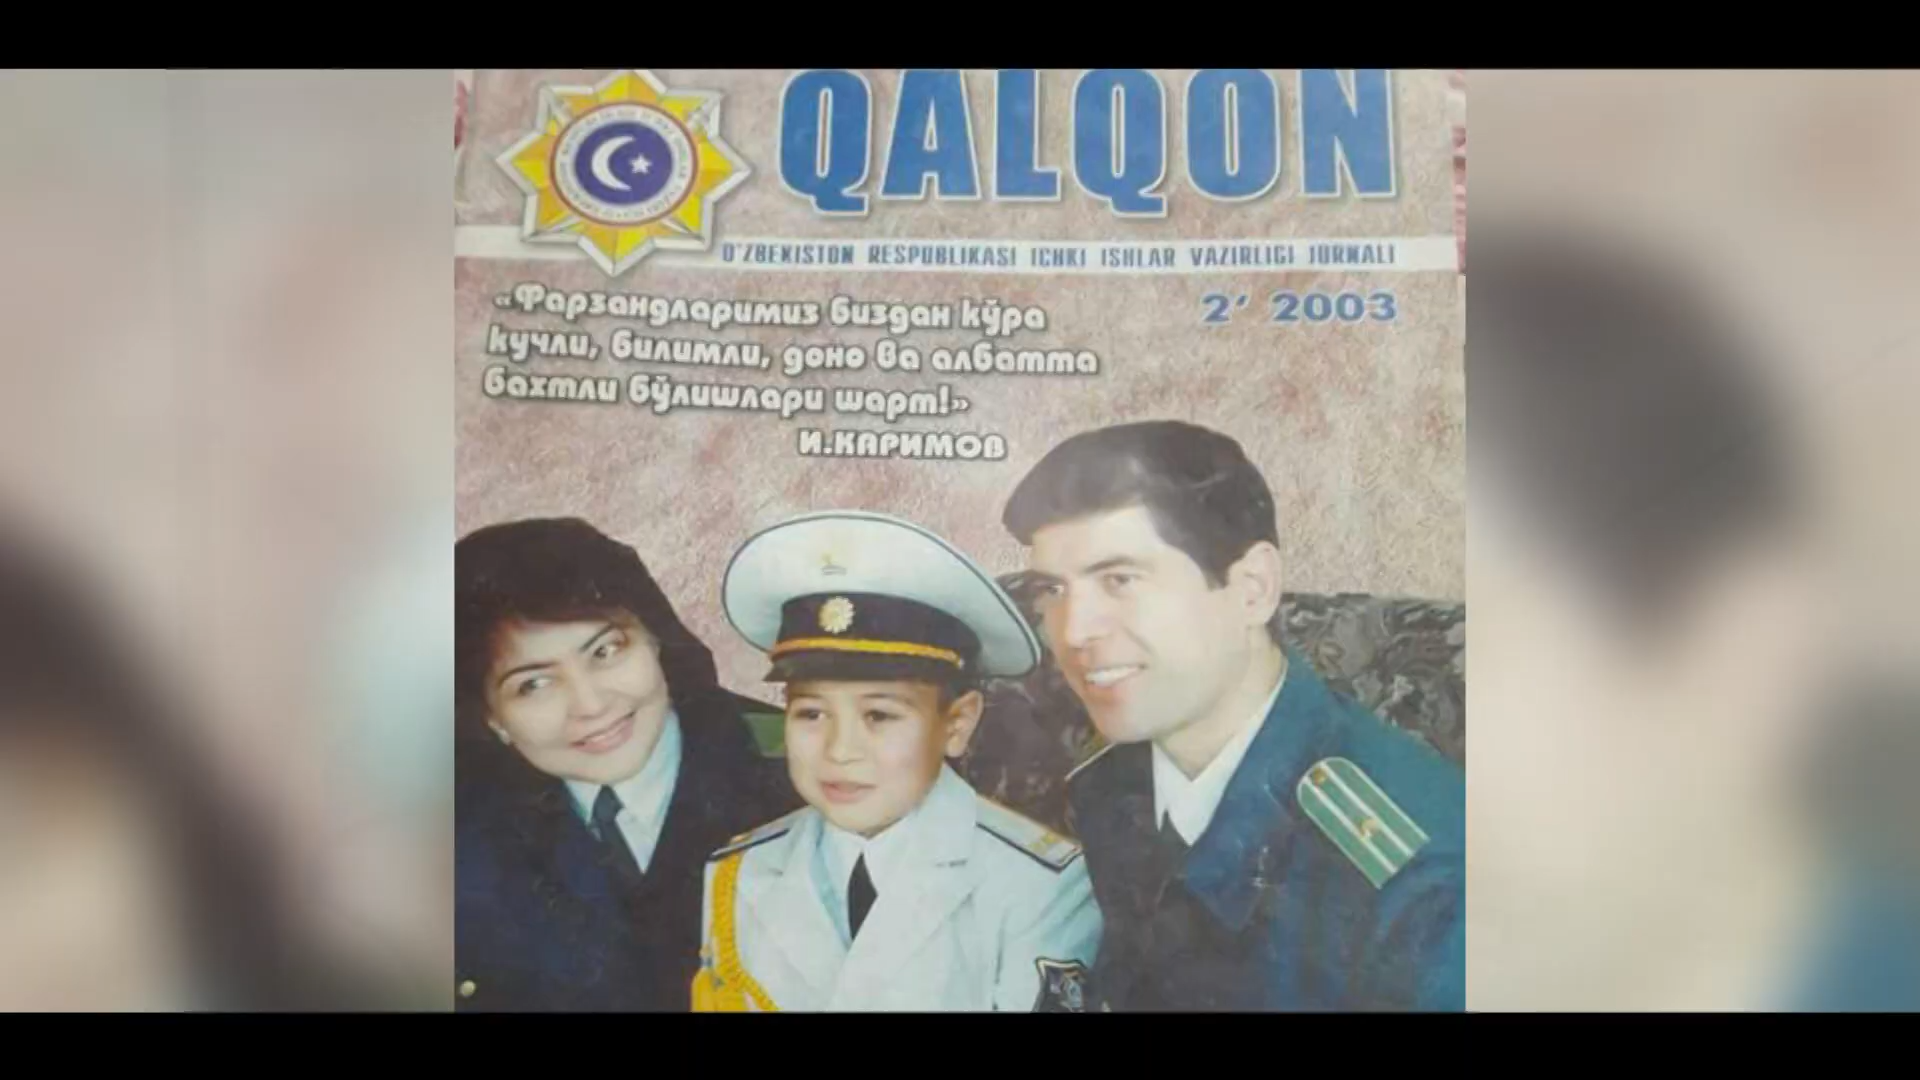 QALQON
O'ZBEKISTON RESPUBLIKASI ICHKI ISHLAR VAZIRLIGI JURNALI
2' 2003
«Фарзандларимиз биздан кўра
кучли, билимли, доно ва албатта
бахтли бўлишлари шарт!»
И.КАРИМОВ